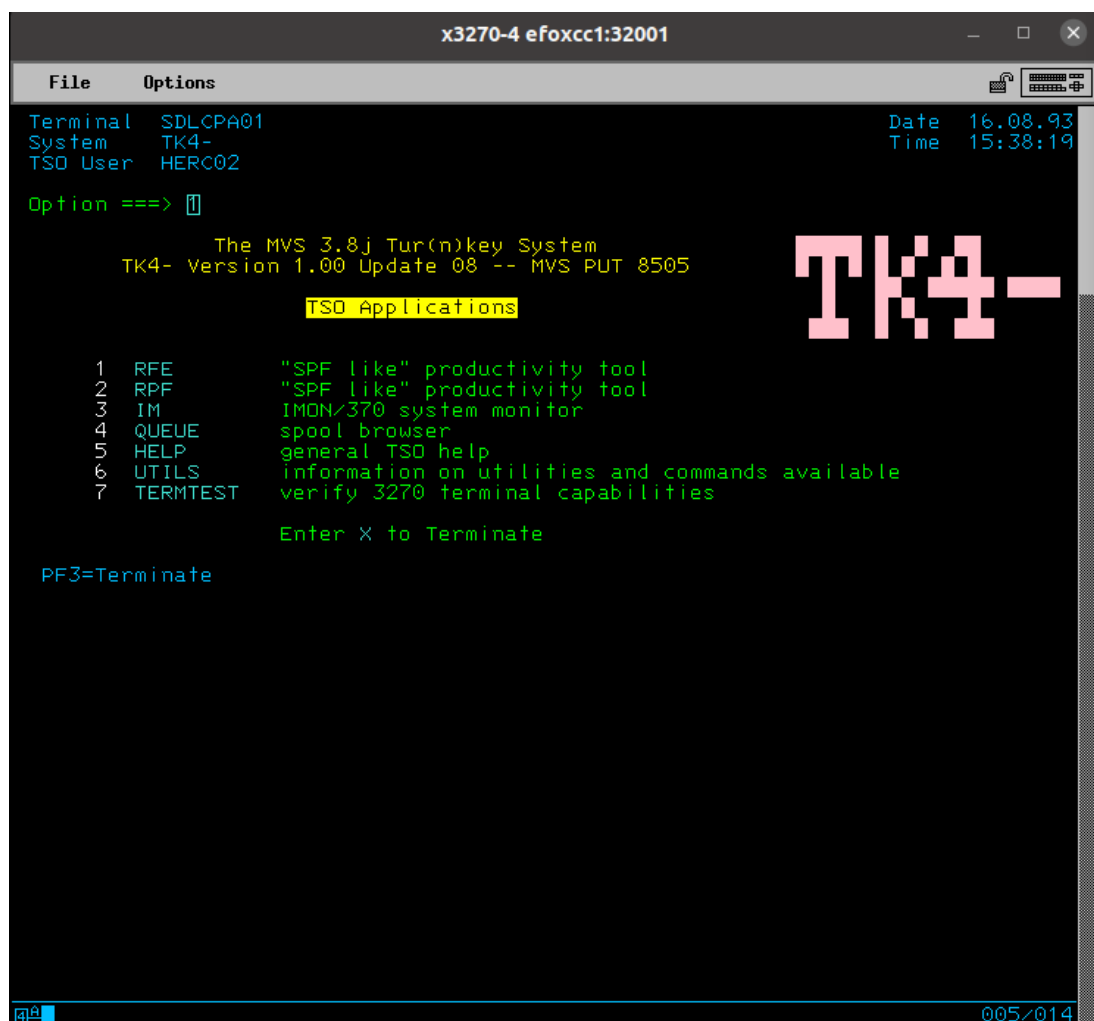 x3270-4 efoxcc1:32001
File Options
Terminal SDLCPA01 Date 16.08.93
System TK4- Time 15:38:19
TSO User HERC02
Option ===> 1
The MVS 3.8j Tur(n)key System
TK4- Version 1.00 Update 08 -- MVS PUT 8505
TK4-
TSO Applications
1 RFE "SPF like" productivity tool
2 RPF "SPF like" productivity tool
3 IM IMON/370 system monitor
4 QUEUE spool browser
5 HELP general TSO help
6 UTILS information on utilities and commands available
7 TERMTEST verify 3270 terminal capabilities
Enter X to Terminate
PF3=Terminate
4A 005/014